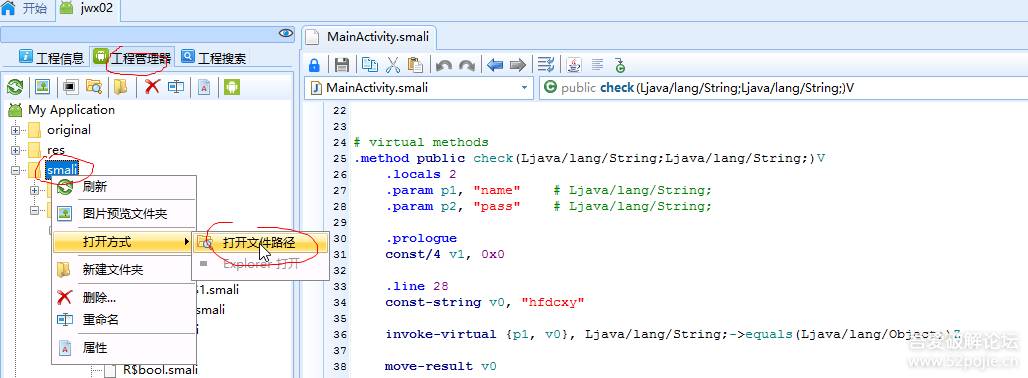 开始
jwx02
工程信息
工程管理器
工程搜索
My Application
original
res
smali
刷新
图片预览文件夹
打开方式
打开文件路径
Explorer 打开
新建文件夹
删除...
重命名
属性
$1.smali
smali
R$bool.smali
MainActivity.smali
MainActivity.smali
public check(Ljava/lang/String;Ljava/lang/String;)V
22
23
24 # virtual methods
25 .method public check(Ljava/lang/String;Ljava/lang/String;)V
26 .locals 2
27 .param p1, "name" # Ljava/lang/String;
28 .param p2, "pass" # Ljava/lang/String;
29
30 .prologue
31 const/4 v1, 0x0
32
33 .line 28
34 const-string v0, "hfdcxy"
35
36 invoke-virtual {p1, v0}, Ljava/lang/String;->equals(Ljava/lang/Object;)Z
37
38 move-result v0
吾爱破解论坛
www.52pojie.cn